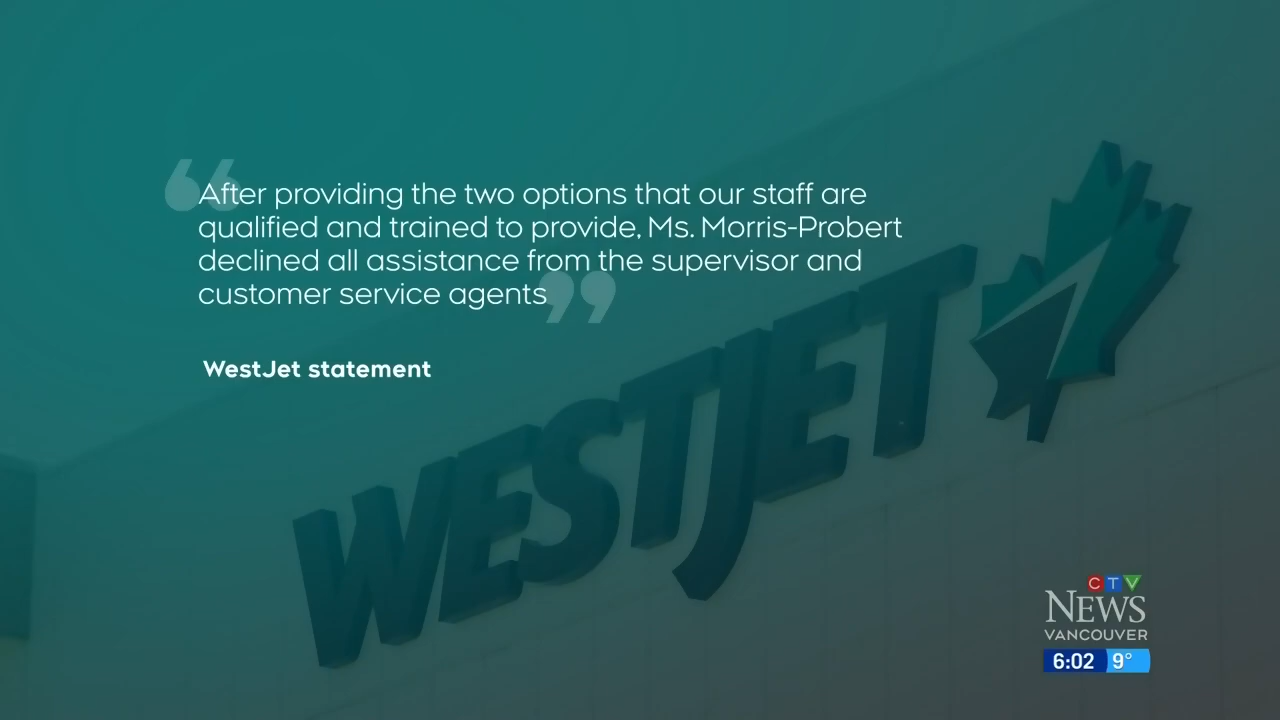 “After providing the two options that our staff are
qualified and trained to provide, Ms. Morris-Probert
declined all assistance from the supervisor and
customer service agents”
WestJet statement
WESTJET
CTV
NEWS
VANCOUVER
6:02 9°